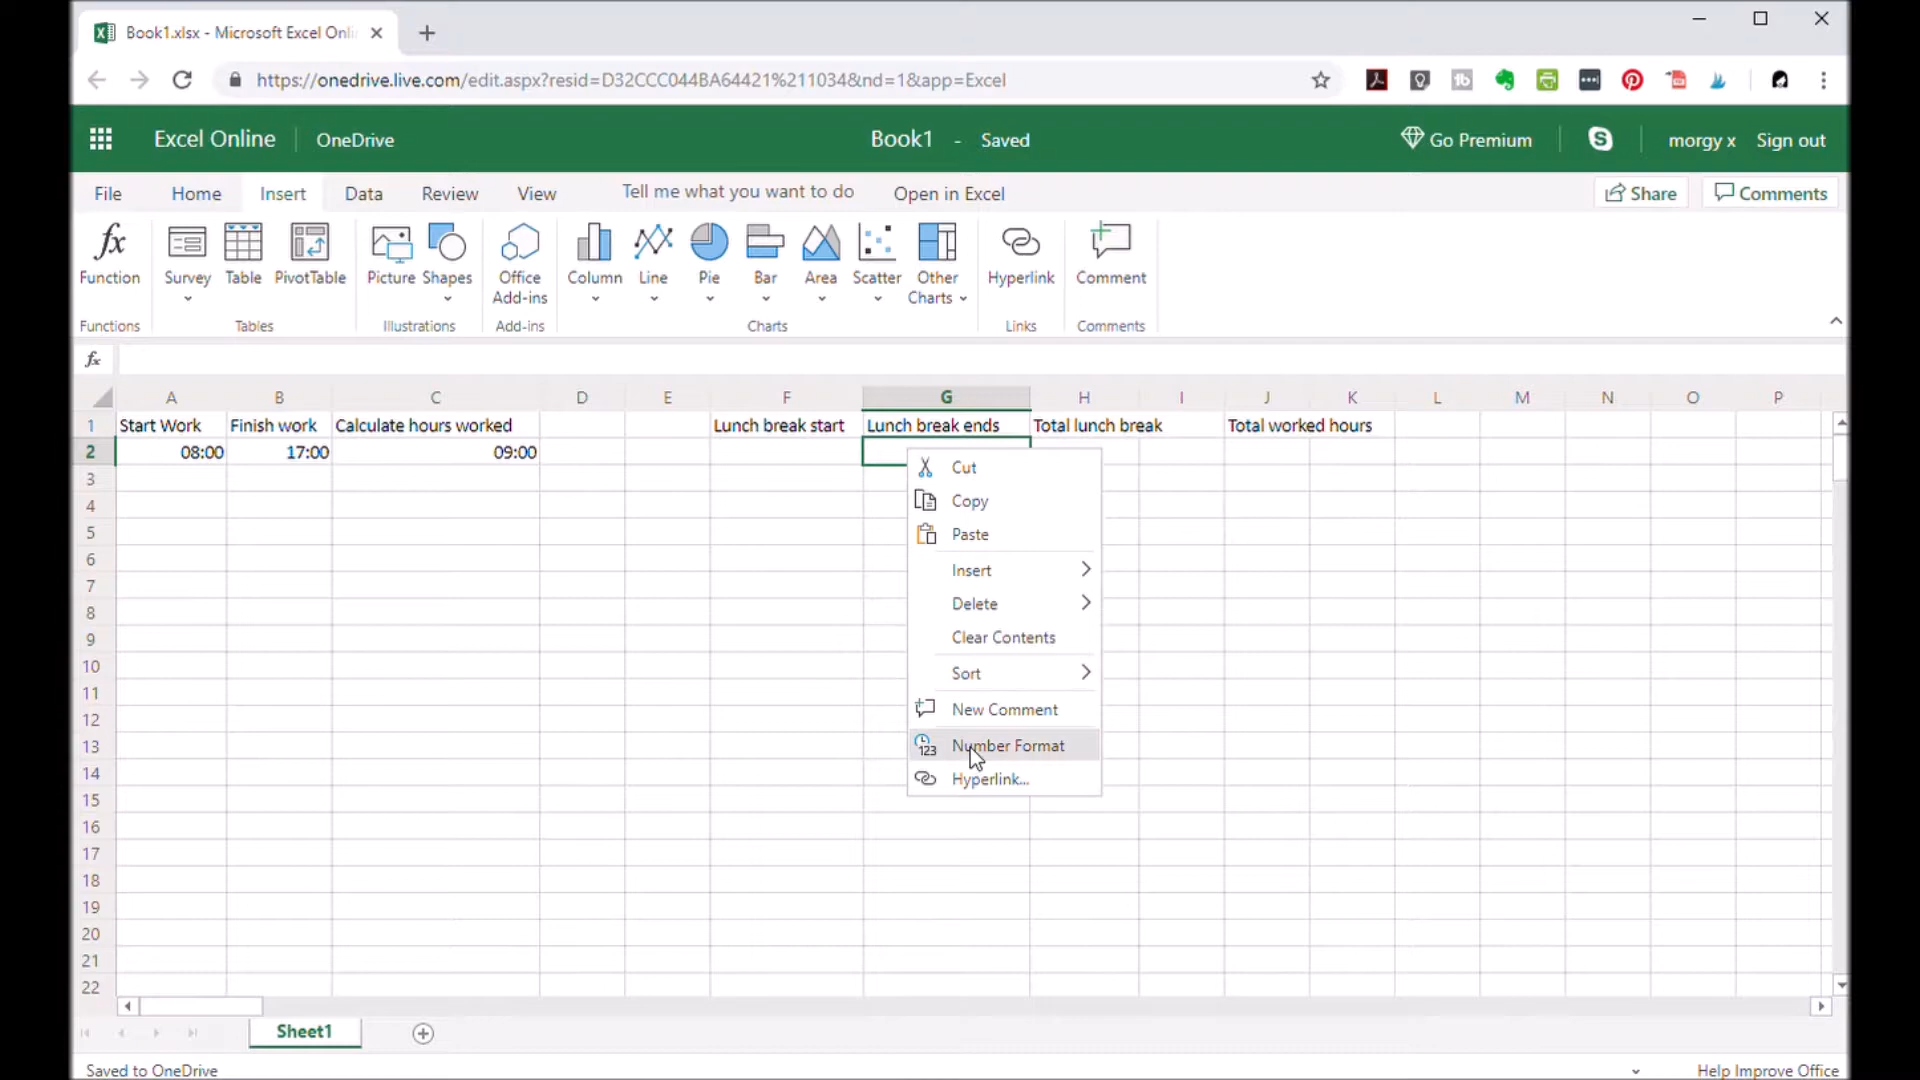 Book1.xlsx - Microsoft Excel Onli
https://onedrive.live.com/edit.aspx?resid=D32CCC044BA64421%211034&nd=1&app=Excel
Excel Online OneDrive Book1 - Saved Go Premium morgy x Sign out
File Home Insert Data Review View Tell me what you want to do Open in Excel Share Comments
Function Survey Table PivotTable Picture Shapes Office Add-ins Column Line Pie Bar Area Scatter Other Charts Hyperlink Comment
Functions Tables Illustrations Add-ins Charts Links Comments
fx
A B C D E F G H I J K L M N O P
1 Start Work Finish work Calculate hours worked Lunch break start Lunch break ends Total lunch break Total worked hours
2 08:00 17:00 09:00
3
4
5
6
7
8
9
10
11
12
13
14
15
16
17
18
19
20
21
22
Cut
Copy
Paste
Insert
Delete
Clear Contents
Sort
New Comment
123 Number Format
Hyperlink...
Sheet1
Saved to OneDrive Help Improve Office